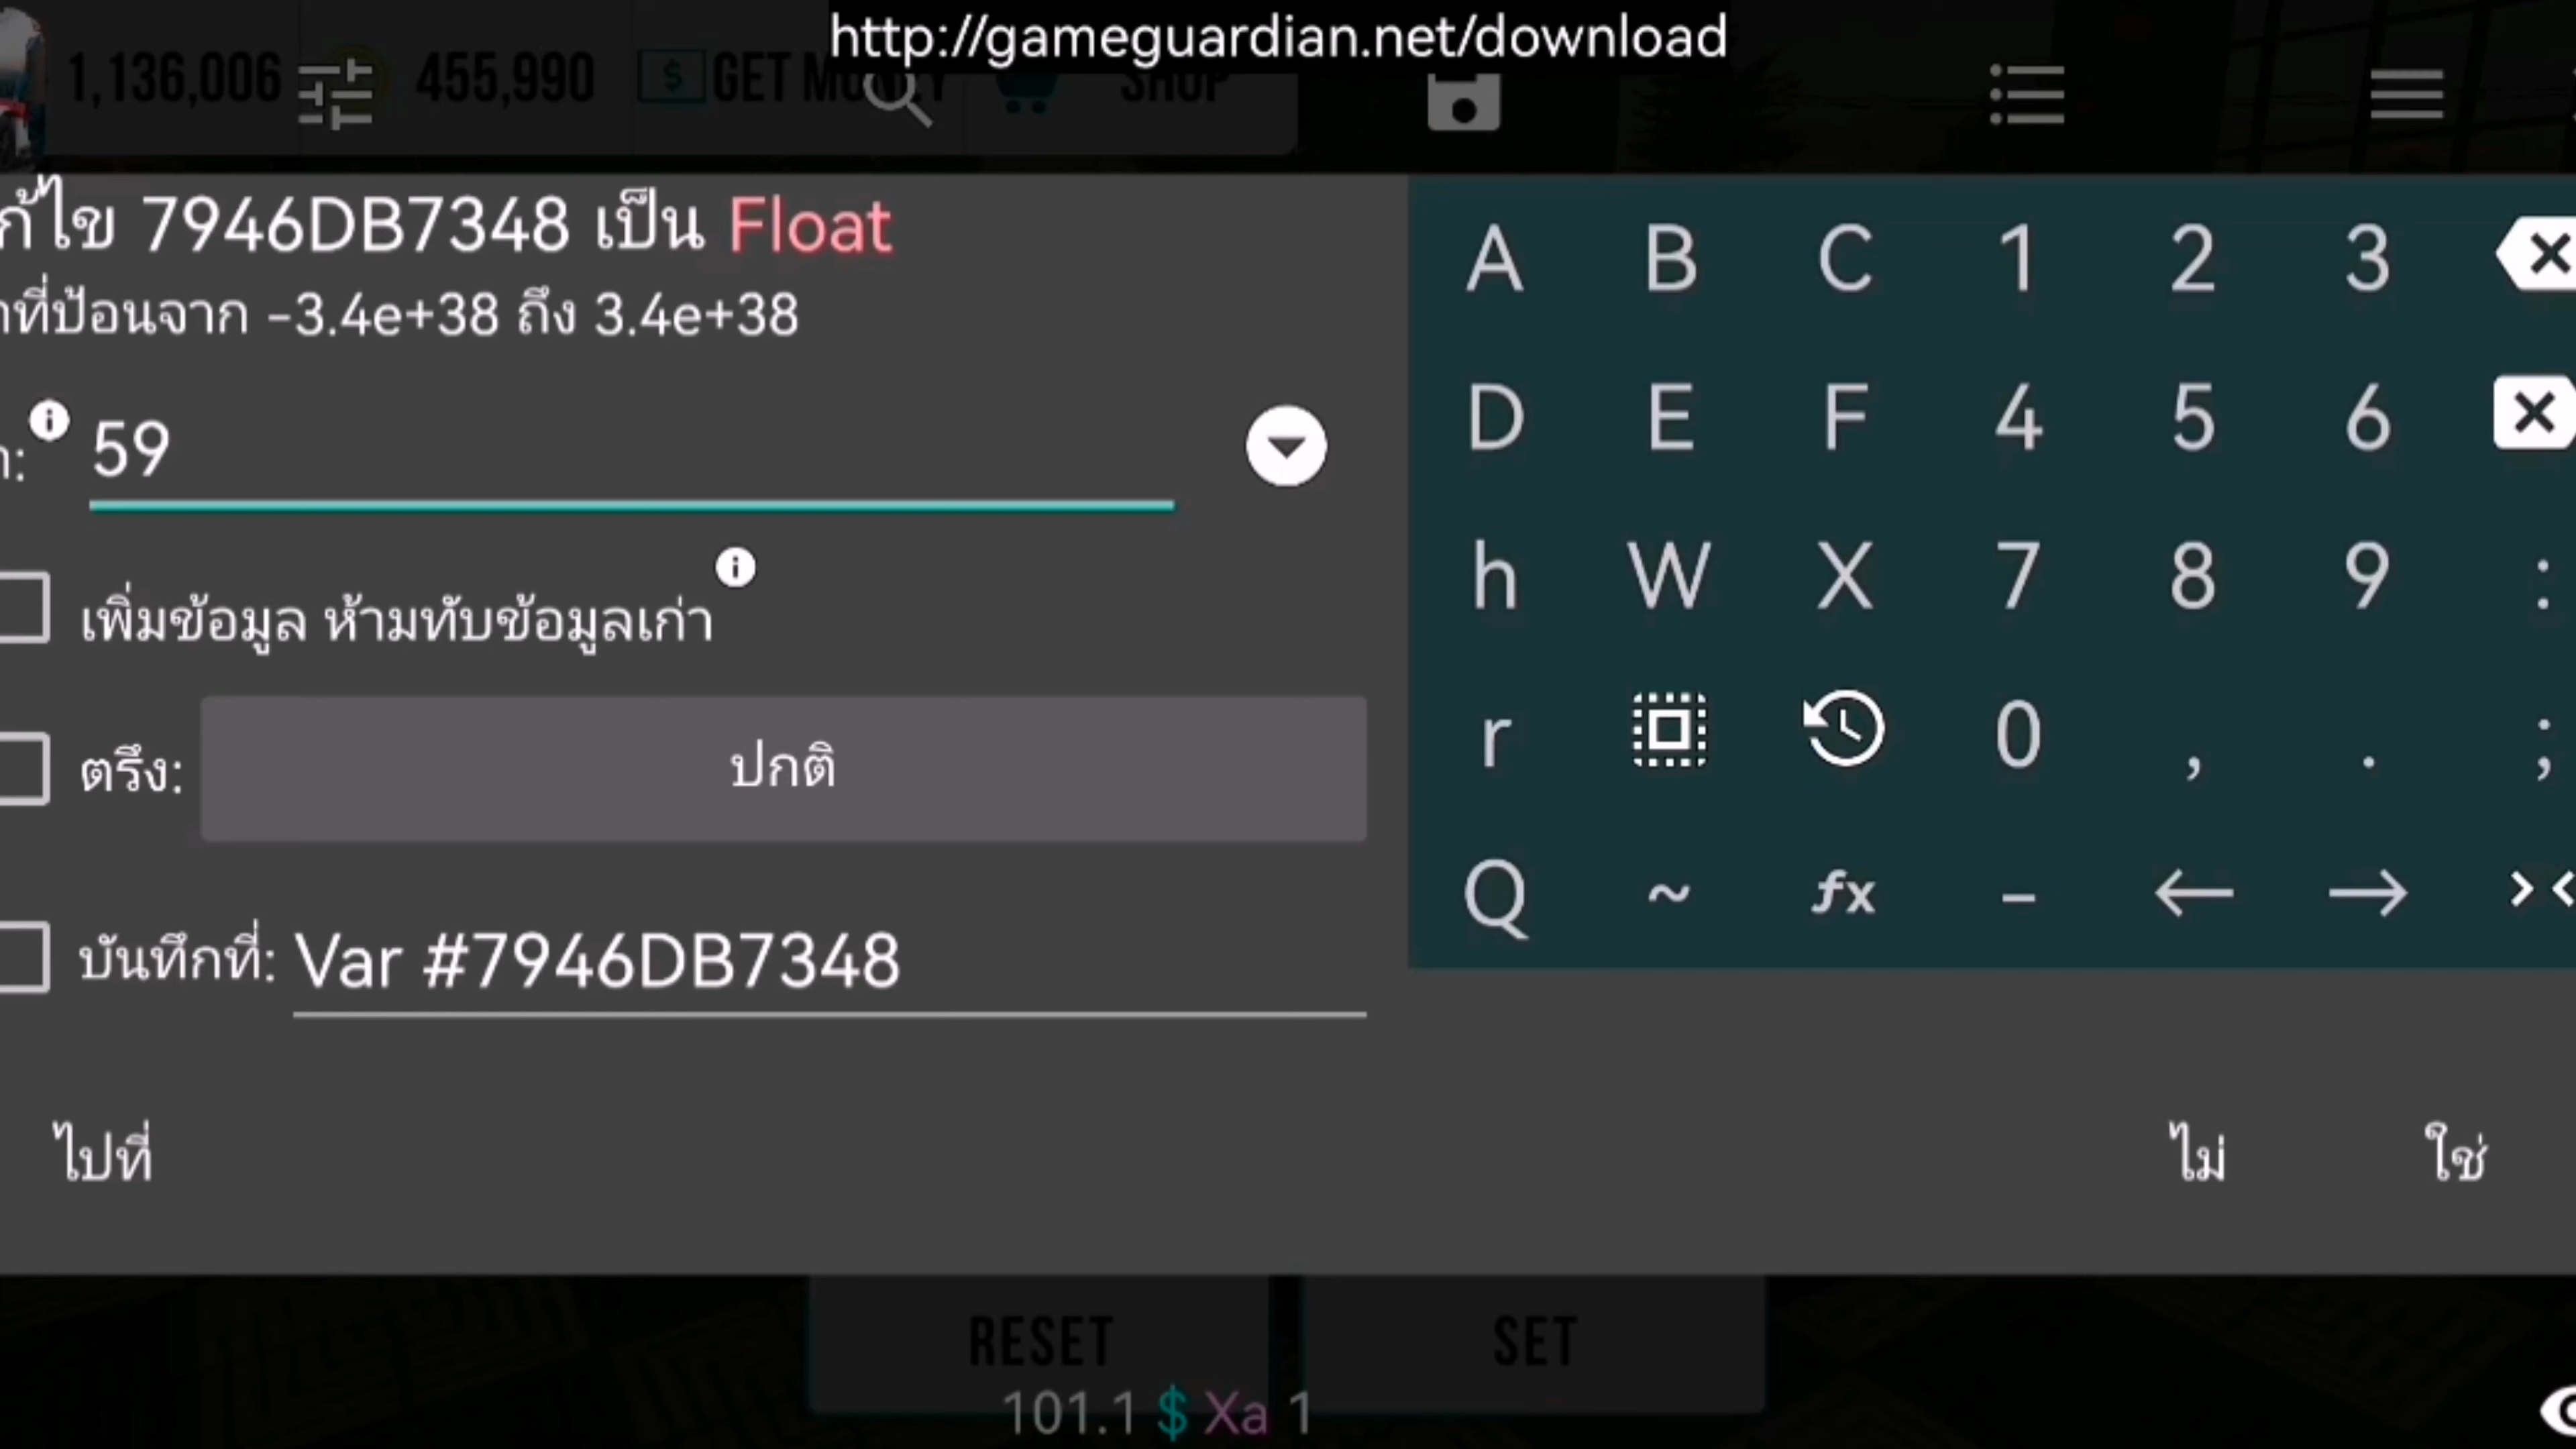 http://gameguardian.net/download
1,136,006 455,990 $ GET MONEY SHOP
ก้ไข 7946DB7348 เป็น Float
าที่ป้อนจาก -3.4e+38 ถึง 3.4e+38
59
เพิ่มข้อมูล ห้ามทับข้อมูลเก่า
ตรึง: ปกติ
บันทึกที่: Var #7946DB7348
A B C 1 2 3
D E F 4 5 6
h W X 7 8 9 :
r 0 , . ;
Q ~ fx - ← → > <
ไปที่ ไม่ ใช่
RESET SET
101.1 $ Xa 1